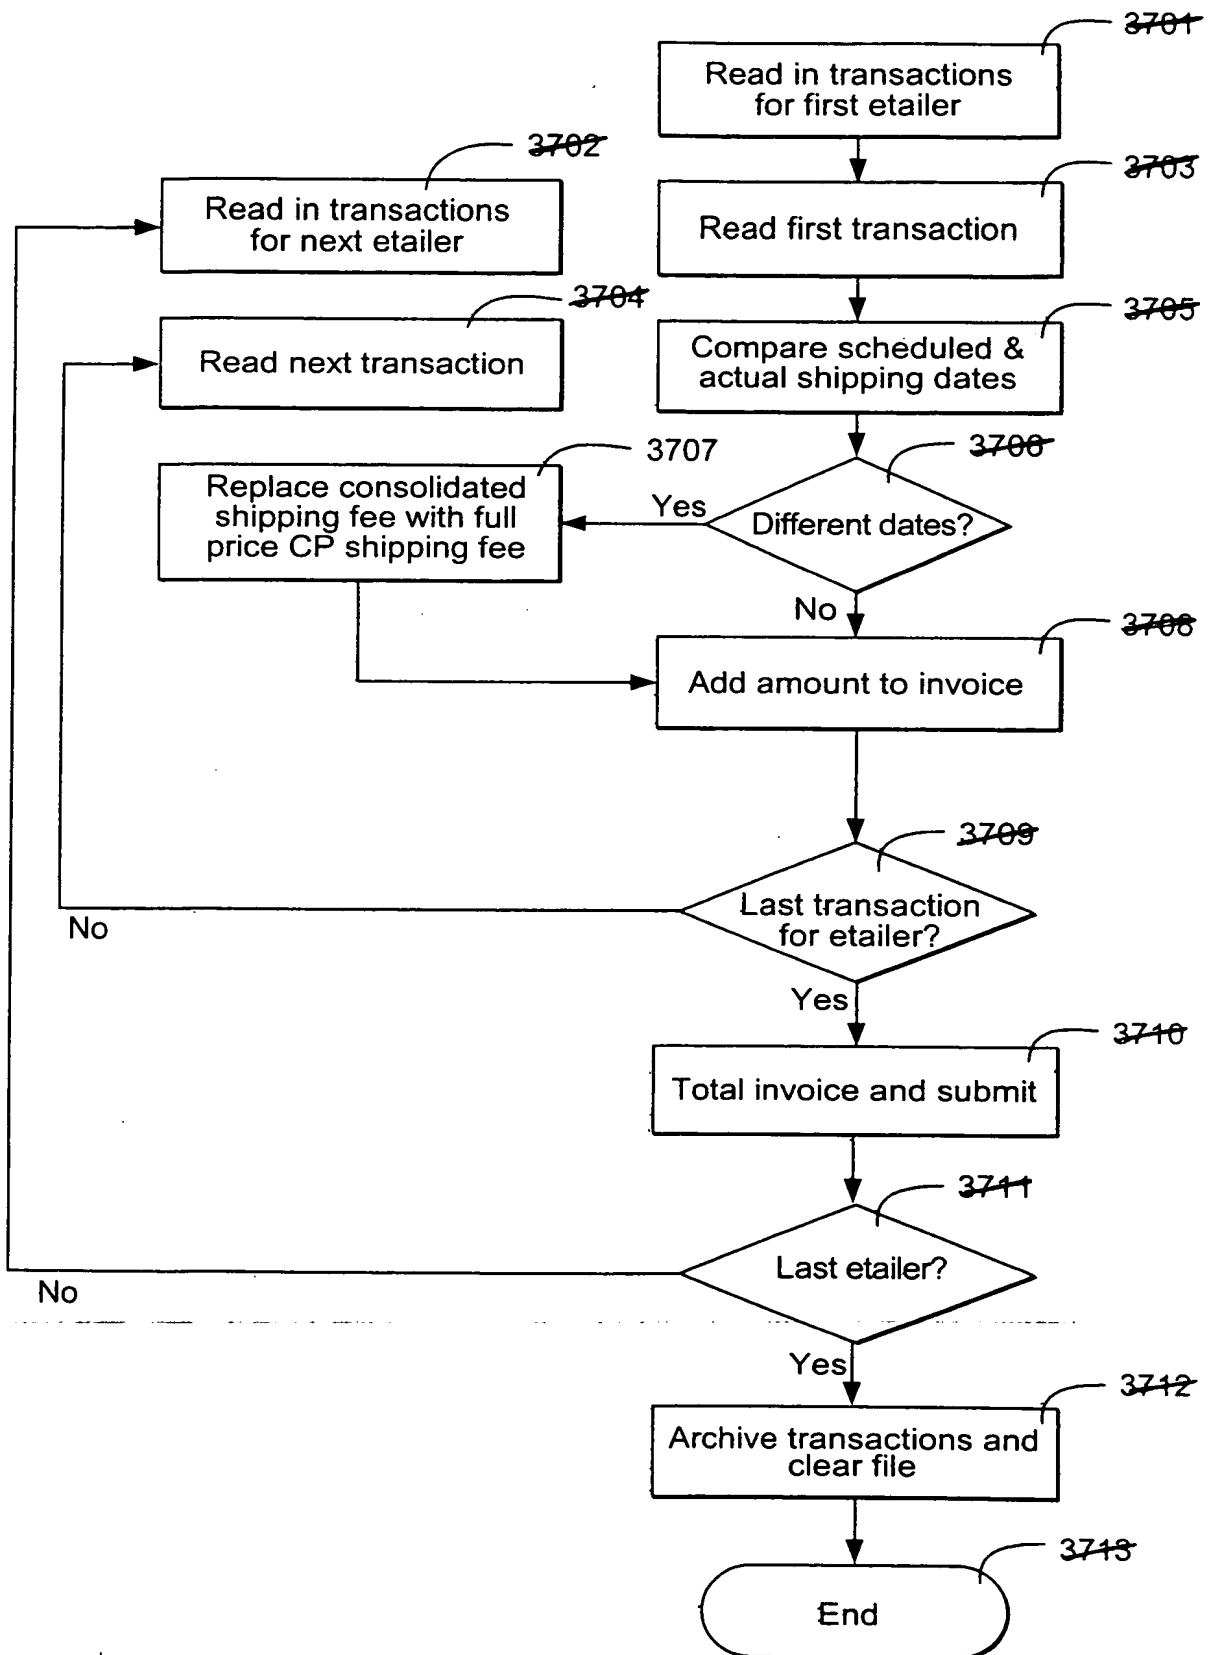 3701
Read in transactions
for first etailer
3702
Read in transactions
for next etailer
3703
Read first transaction
3704
Read next transaction
3705
Compare scheduled &
actual shipping dates
3706
Different dates?
Yes
No
3707
Replace consolidated
shipping fee with full
price CP shipping fee
3708
Add amount to invoice
3709
Last transaction
for etailer?
No
Yes
3710
Total invoice and submit
3711
Last etailer?
No
Yes
3712
Archive transactions and
clear file
3713
End